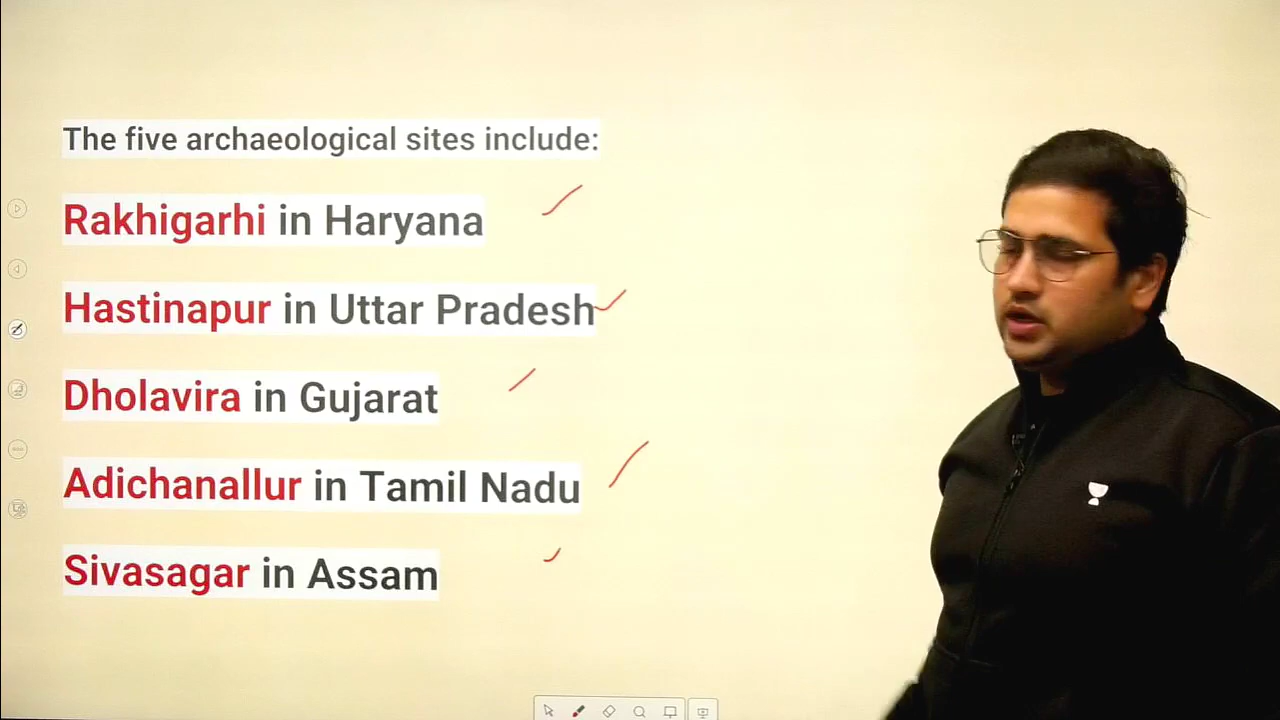 The five archaeological sites include:
Rakhigarhi in Haryana
Hastinapur in Uttar Pradesh
Dholavira in Gujarat
Adichanallur in Tamil Nadu
Sivasagar in Assam